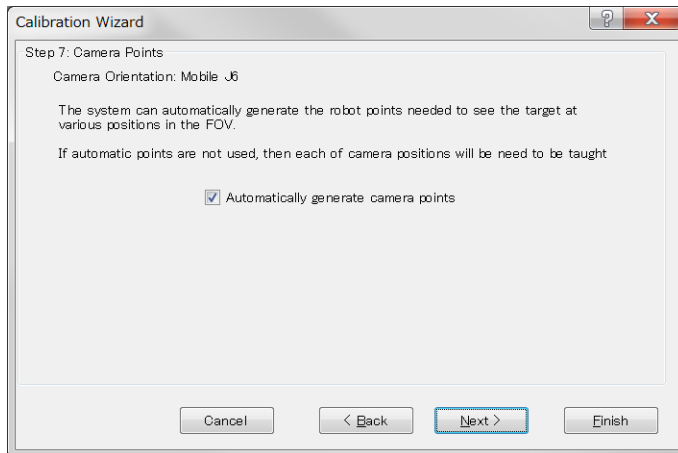 Calibration Wizard
Step 7: Camera Points
Camera Orientation: Mobile J6
The system can automatically generate the robot points needed to see the target at
various positions in the FOV.
If automatic points are not used, then each of camera positions will be need to be taught
Automatically generate camera points
Cancel
< Back
Next >
Finish